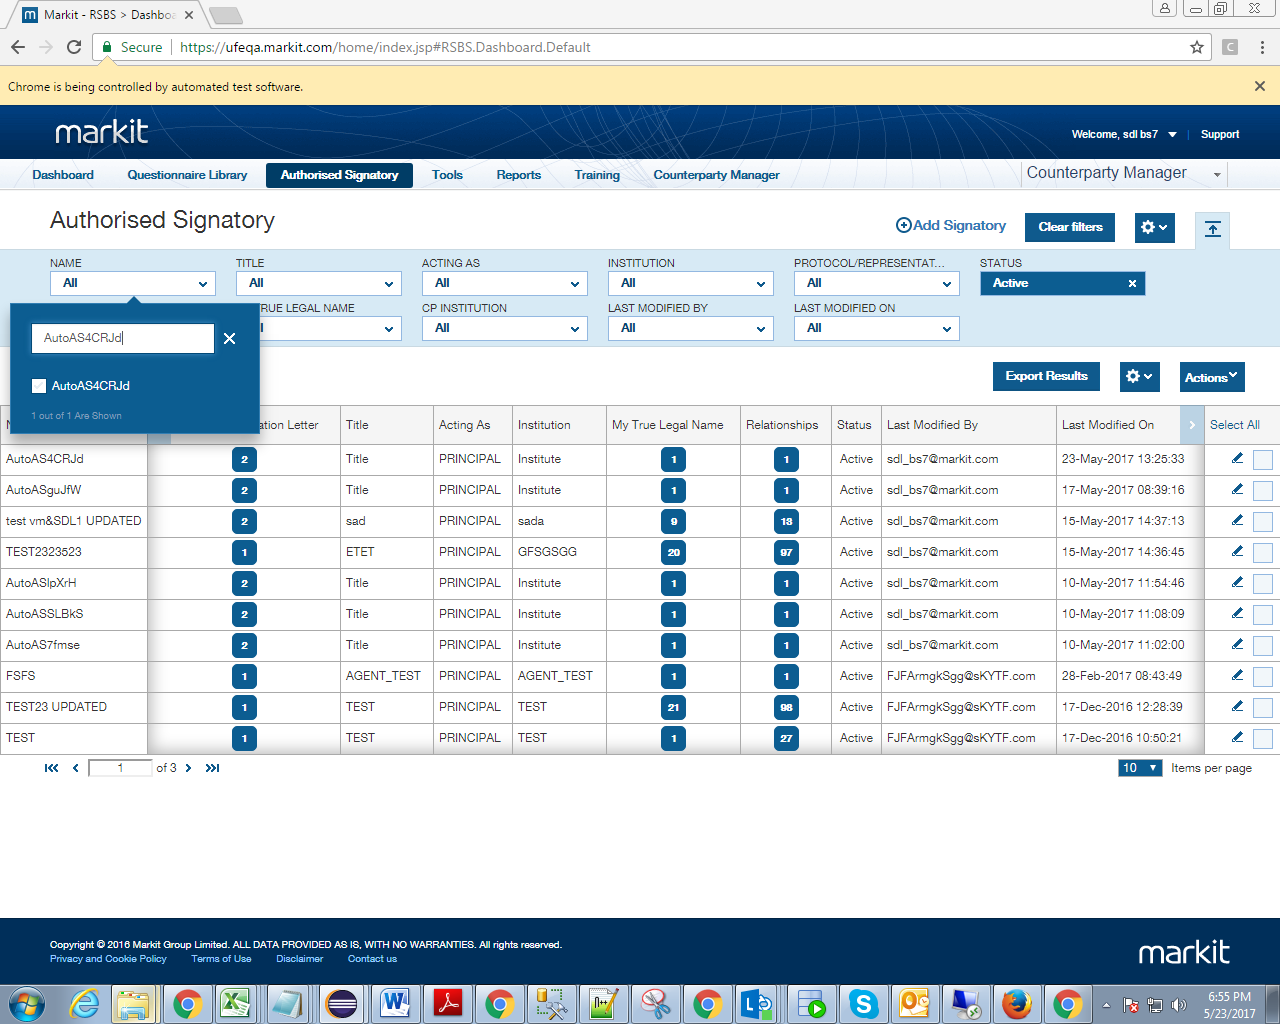 Markit - RSBS > Dashboa
Secure https://ufeqa.markit.com/home/index.jsp#RSBS.Dashboard.Default
Chrome is being controlled by automated test software.
markit
Welcome, sdl bs7 Support
Dashboard Questionnaire Library Authorised Signatory Tools Reports Training Counterparty Manager Counterparty Manager
Authorised Signatory
Add Signatory Clear filters
NAME TITLE ACTING AS INSTITUTION PROTOCOL/REPRESENTAT... STATUS
All All All All All Active
TRUE LEGAL NAME CP INSTITUTION LAST MODIFIED BY LAST MODIFIED ON
All All All
AutoAS4CRJd
AutoAS4CRJd
1 out of 1 Are Shown
Export Results Actions
ation Letter Title Acting As Institution My True Legal Name Relationships Status Last Modified By Last Modified On Select All
AutoAS4CRJd 2 Title PRINCIPAL Institute 1 1 Active sdl_bs7@markit.com 23-May-2017 13:25:33
AutoASguJfW 2 Title PRINCIPAL Institute 1 1 Active sdl_bs7@markit.com 17-May-2017 08:39:16
test vm&SDL1 UPDATED 2 sad PRINCIPAL sada 9 18 Active sdl_bs7@markit.com 15-May-2017 14:37:13
TEST2323523 1 ETET PRINCIPAL GFSGSGG 20 97 Active sdl_bs7@markit.com 15-May-2017 14:36:45
AutoASlpXrH 2 Title PRINCIPAL Institute 1 1 Active sdl_bs7@markit.com 10-May-2017 11:54:46
AutoASSLBkS 2 Title PRINCIPAL Institute 1 1 Active sdl_bs7@markit.com 10-May-2017 11:08:09
AutoAS7fmse 2 Title PRINCIPAL Institute 1 1 Active sdl_bs7@markit.com 10-May-2017 11:02:00
FSFS 1 AGENT_TEST PRINCIPAL AGENT_TEST 1 1 Active FJFArmgkSgg@sKYTF.com 28-Feb-2017 08:43:49
TEST23 UPDATED 1 TEST PRINCIPAL TEST 21 98 Active FJFArmgkSgg@sKYTF.com 17-Dec-2016 12:28:39
TEST 1 TEST PRINCIPAL TEST 1 27 Active FJFArmgkSgg@sKYTF.com 17-Dec-2016 10:50:21
1 of 3 10 Items per page
Copyright © 2016 Markit Group Limited. ALL DATA PROVIDED AS IS, WITH NO WARRANTIES. All rights reserved.
Privacy and Cookie Policy Terms of Use Disclaimer Contact us
markit
6:55 PM
5/23/2017